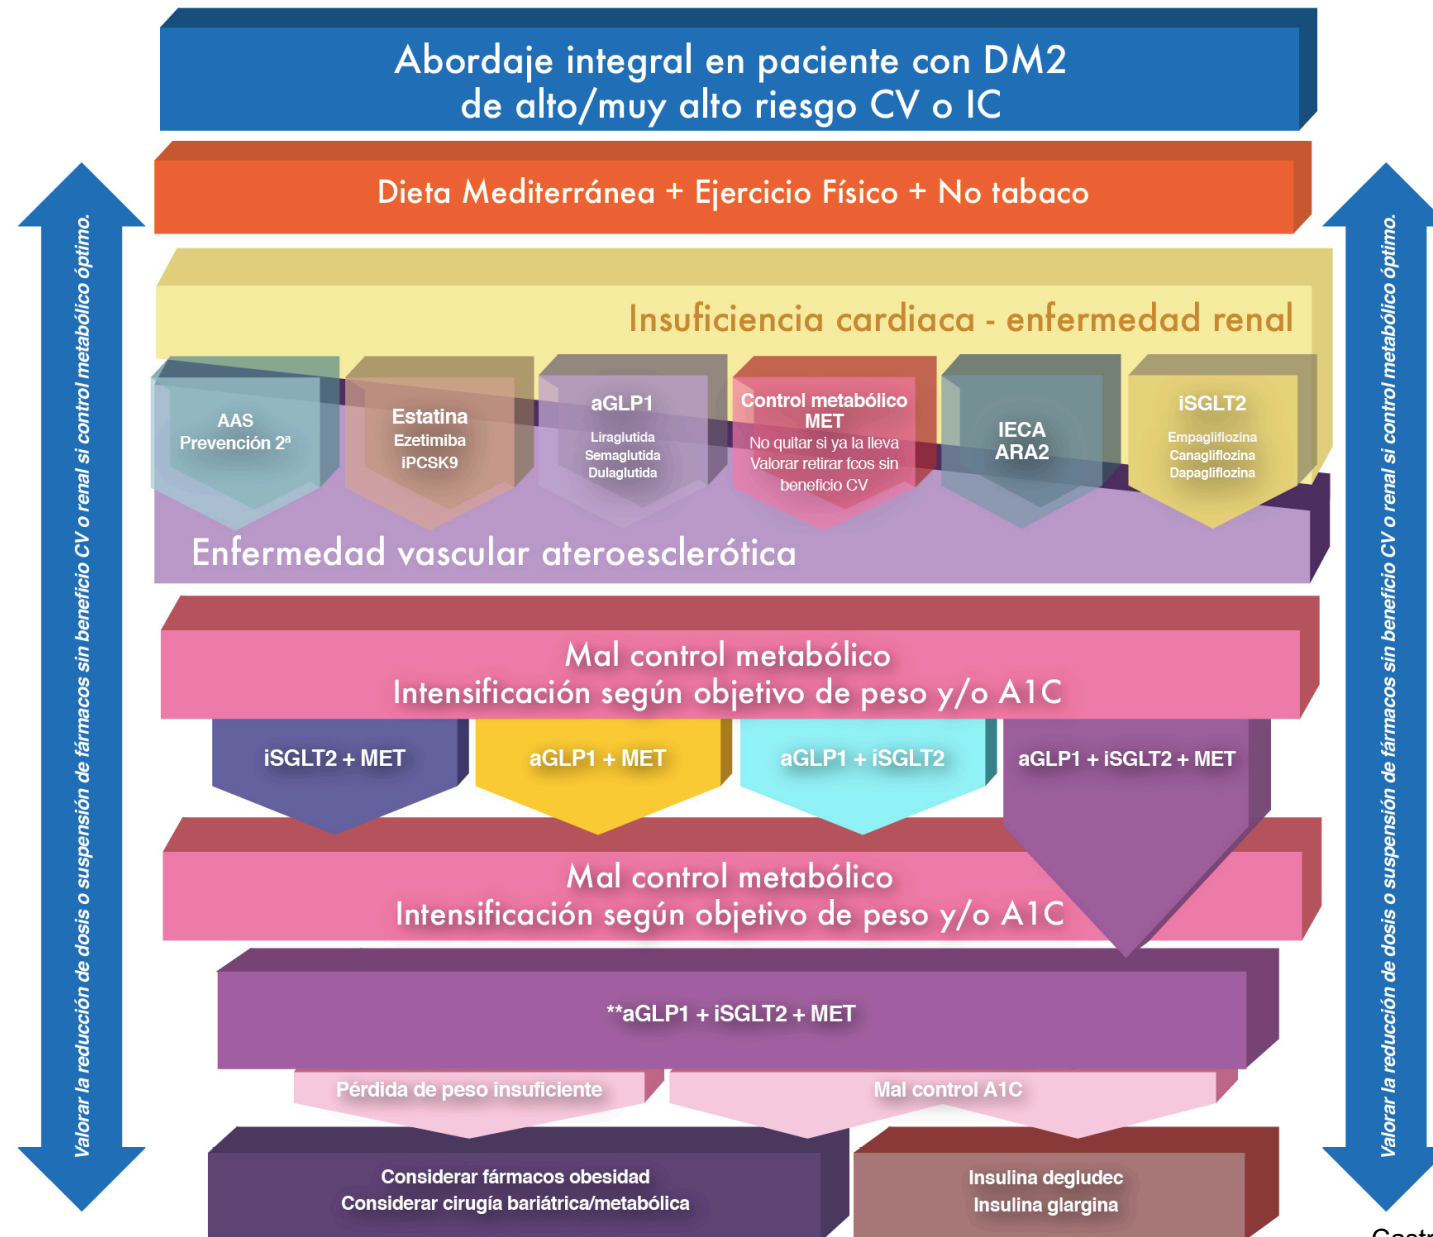 Abordaje integral en paciente con DM2
de alto/muy alto riesgo CV o IC
Dieta Mediterránea + Ejercicio Físico + No tabaco
Valorar la reducción de dosis o suspensión de fármacos sin beneficio CV o renal si control metabólico óptimo.
Insuficiencia cardiaca - enfermedad renal
AAS
Prevención 2ª
Estatina
Ezetimiba
iPCSK9
aGLP1
Liraglutida
Semaglutida
Dulaglutida
Control metabólico
MET
No quitar si ya la lleva
Valorar retirar fcos sin
beneficio CV
IECA
ARA2
iSGLT2
Empagliflozina
Canagliflozina
Dapagliflozina
Enfermedad vascular ateroesclerótica
Mal control metabólico
Intensificación según objetivo de peso y/o A1C
iSGLT2 + MET
aGLP1 + MET
aGLP1 + iSGLT2
aGLP1 + iSGLT2 + MET
Mal control metabólico
Intensificación según objetivo de peso y/o A1C
**aGLP1 + iSGLT2 + MET
Pérdida de peso insuficiente
Mal control A1C
Considerar fármacos obesidad
Considerar cirugía bariátrica/metabólica
Insulina degludec
Insulina glargina
Valorar la reducción de dosis o suspensión de fármacos sin beneficio CV o renal si control metabólico óptimo.